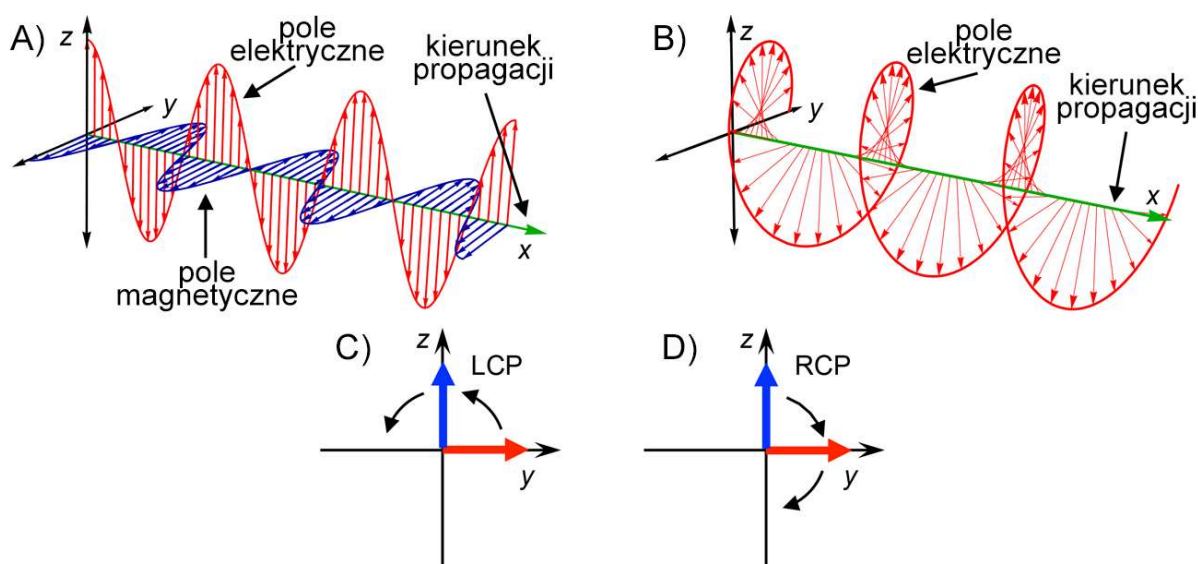 A)
z
pole
elektryczne
kierunek
propagacji
y
x
pole
magnetyczne
B)
z
pole
elektryczne
y
kierunek
propagacji
x
C)
z
LCP
y
D)
z
RCP
y